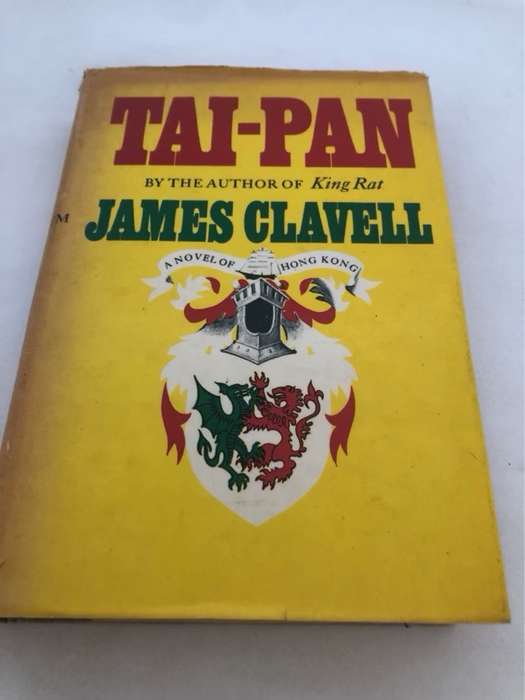 TAI-PAN
BY THE AUTHOR OF King Rat
M
JAMES CLAVELL
A NOVEL OF HONG KONG